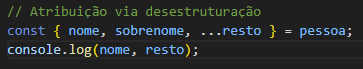 // Atribuição via desestruturação
const { nome, sobrenome, ...resto } = pessoa;
console.log(nome, resto);